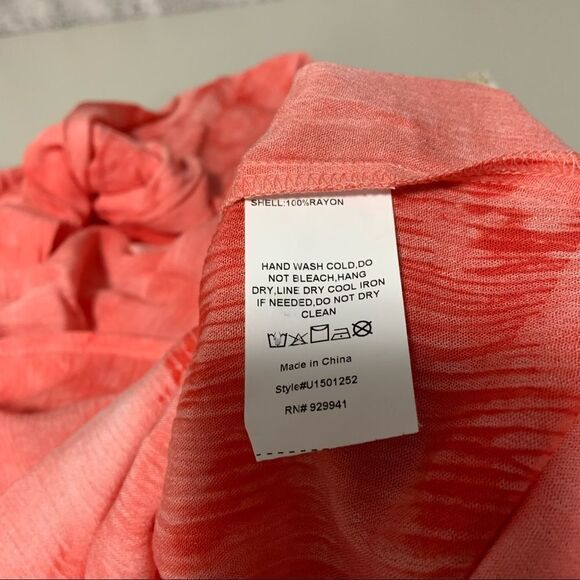 SHELL:100%RAYON
HAND WASH COLD,DO
NOT BLEACH,HANG
DRY,LINE DRY COOL IRON
IF NEEDED,DO NOT DRY
CLEAN
Made in China
Style#U1501252
RN# 929941